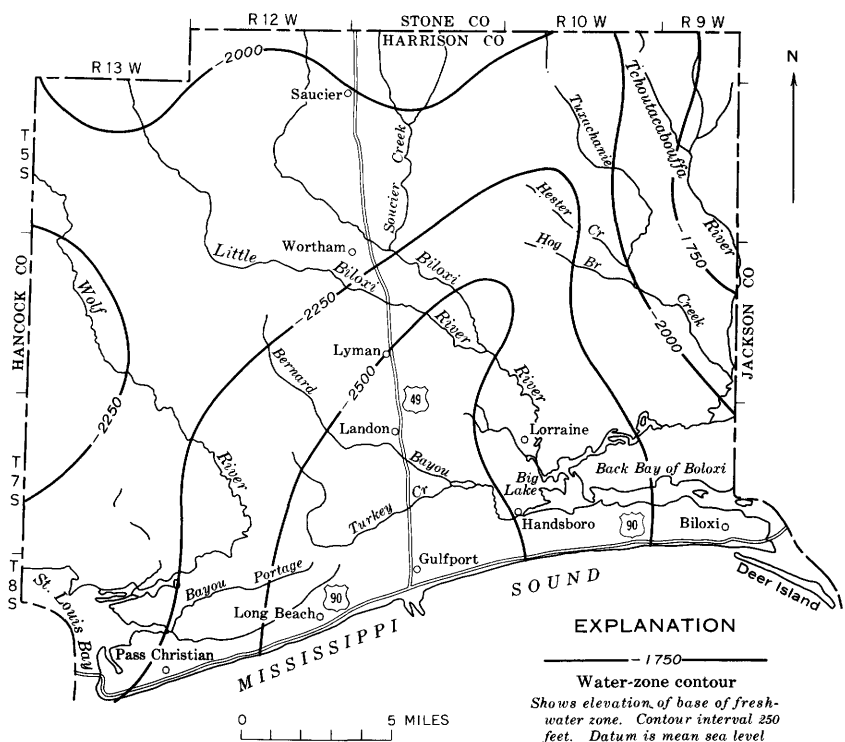 R 12 W
STONE CO
HARRISON CO
R 10 W
R 9 W
R 13 W
-2000
N
Saucier
Tchoutacabouffa
River
Tuxachanie
Creek
T
5
S
Saucier
Creek
Hester
Cr
Hog
Br
-1750
-2000
Wortham
Little
Biloxi
River
Biloxi
River
-2250
HANCOCK CO
JACKSON CO
Wolf
River
-2250
Lyman
-2500
Bernard
Bayou
49
Landon
Lorraine
T
7
S
Big
Lake
Back Bay of Boloxi
Turkey
Cr
Handsboro
90
Biloxi
T
8
S
Gulfport
St. Louis Bay
Bayou
Portage
90
Long Beach
Pass Christian
MISSISSIPPI
SOUND
Deer Island
EXPLANATION
-1750
Water-zone contour
Shows elevation of base of fresh-
water zone. Contour interval 250
feet. Datum is mean sea level
0
5 MILES